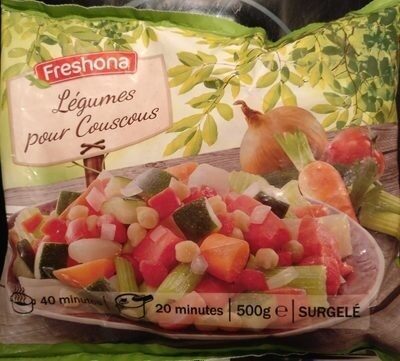 Freshona
Légumes
pour Couscous
40 minutes 20 minutes 500g e SURGELÉ